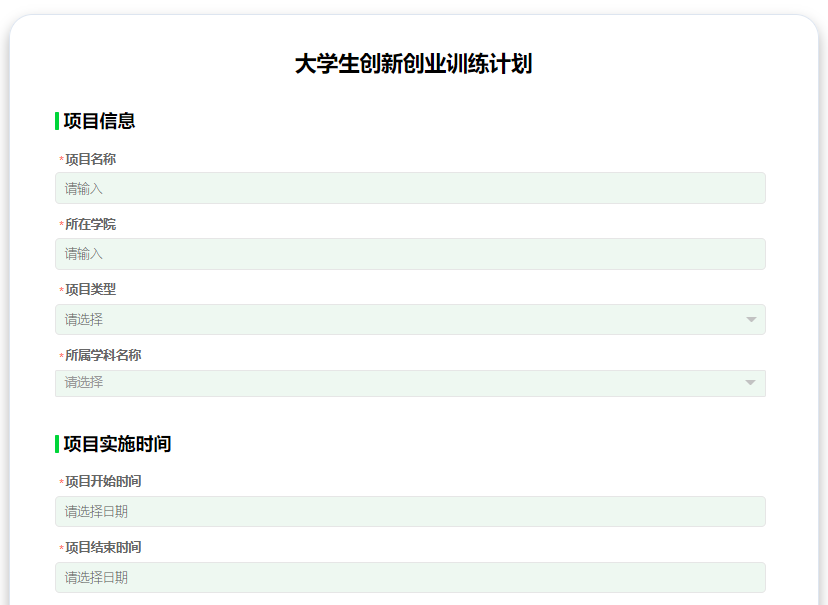 大学生创新创业训练计划
项目信息
*项目名称
请输入
*所在学院
请输入
*项目类型
请选择
*所属学科名称
请选择
项目实施时间
*项目开始时间
请选择日期
*项目结束时间
请选择日期